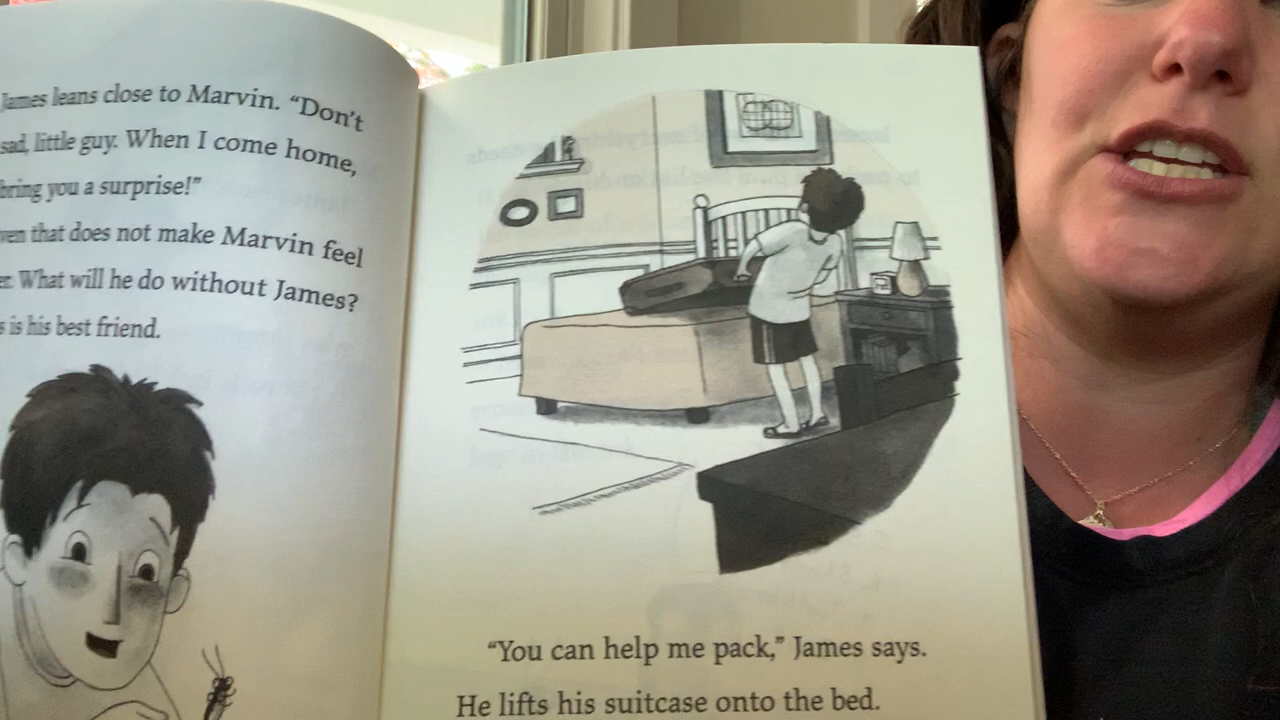 James leans close to Marvin. “Don’t
sad, little guy. When I come home,
bring you a surprise!”
that does not make Marvin feel
What will he do without James?
is his best friend.
“You can help me pack,” James says.
He lifts his suitcase onto the bed.